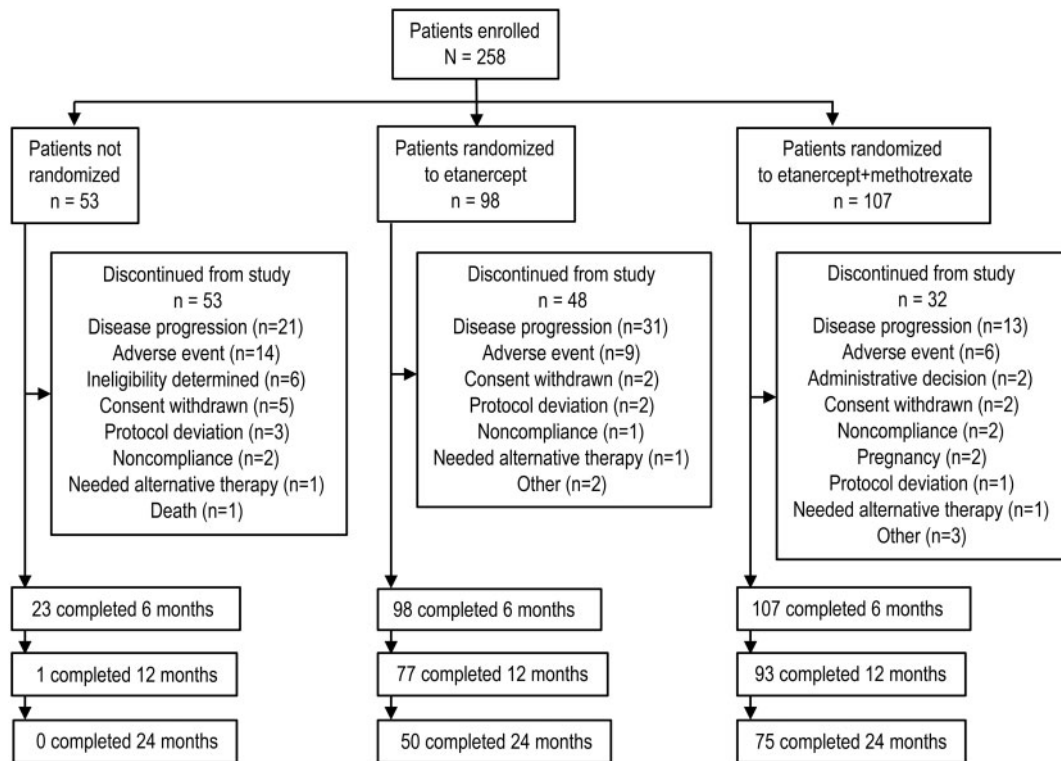 Patients enrolled
N = 258
Patients not
randomized
n = 53
Patients randomized
to etanercept
n = 98
Patients randomized
to etanercept+methotrexate
n = 107
Discontinued from study
n = 53
Disease progression (n=21)
Adverse event (n=14)
Ineligibility determined (n=6)
Consent withdrawn (n=5)
Protocol deviation (n=3)
Noncompliance (n=2)
Needed alternative therapy (n=1)
Death (n=1)
Discontinued from study
n = 48
Disease progression (n=31)
Adverse event (n=9)
Consent withdrawn (n=2)
Protocol deviation (n=2)
Noncompliance (n=1)
Needed alternative therapy (n=1)
Other (n=2)
Discontinued from study
n = 32
Disease progression (n=13)
Adverse event (n=6)
Administrative decision (n=2)
Consent withdrawn (n=2)
Noncompliance (n=2)
Pregnancy (n=2)
Protocol deviation (n=1)
Needed alternative therapy (n=1)
Other (n=3)
23 completed 6 months
98 completed 6 months
107 completed 6 months
1 completed 12 months
77 completed 12 months
93 completed 12 months
0 completed 24 months
50 completed 24 months
75 completed 24 months